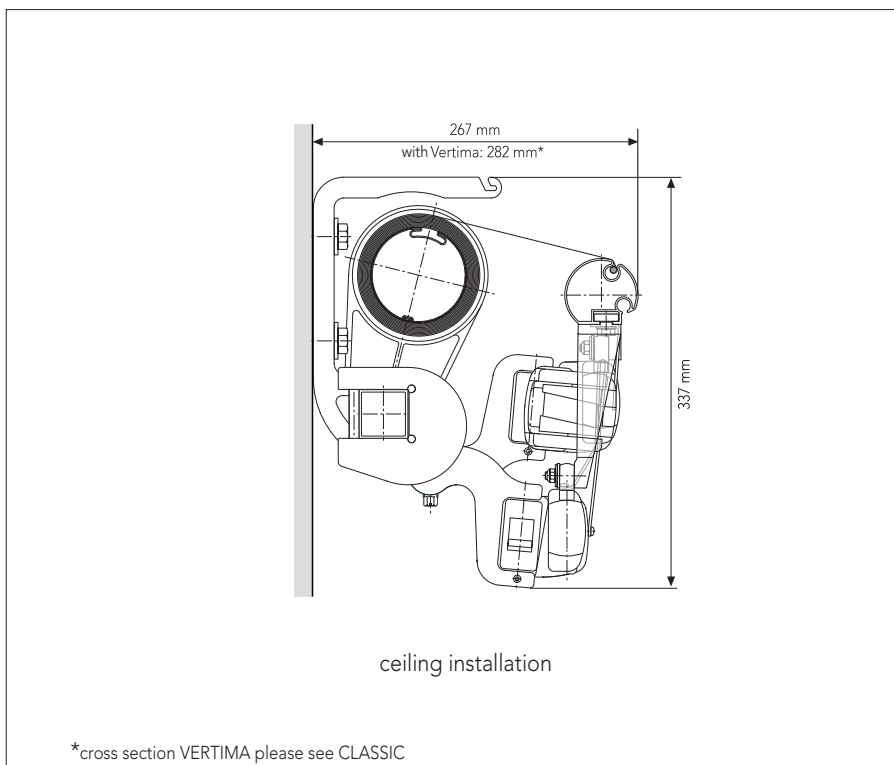 267 mm
with Vertima: 282 mm*
337 mm
ceiling installation
*cross section VERTIMA please see CLASSIC